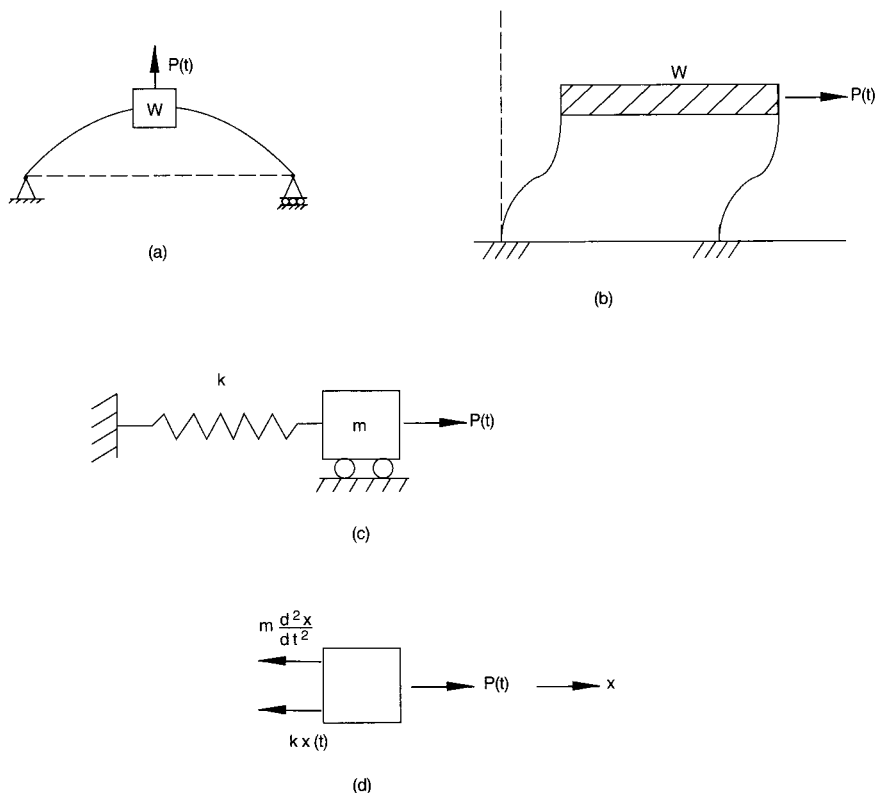 P(t)
W
(a)
W
P(t)
(b)
k
m
P(t)
(c)
m d²x
dt²
P(t)
x
k x (t)
(d)